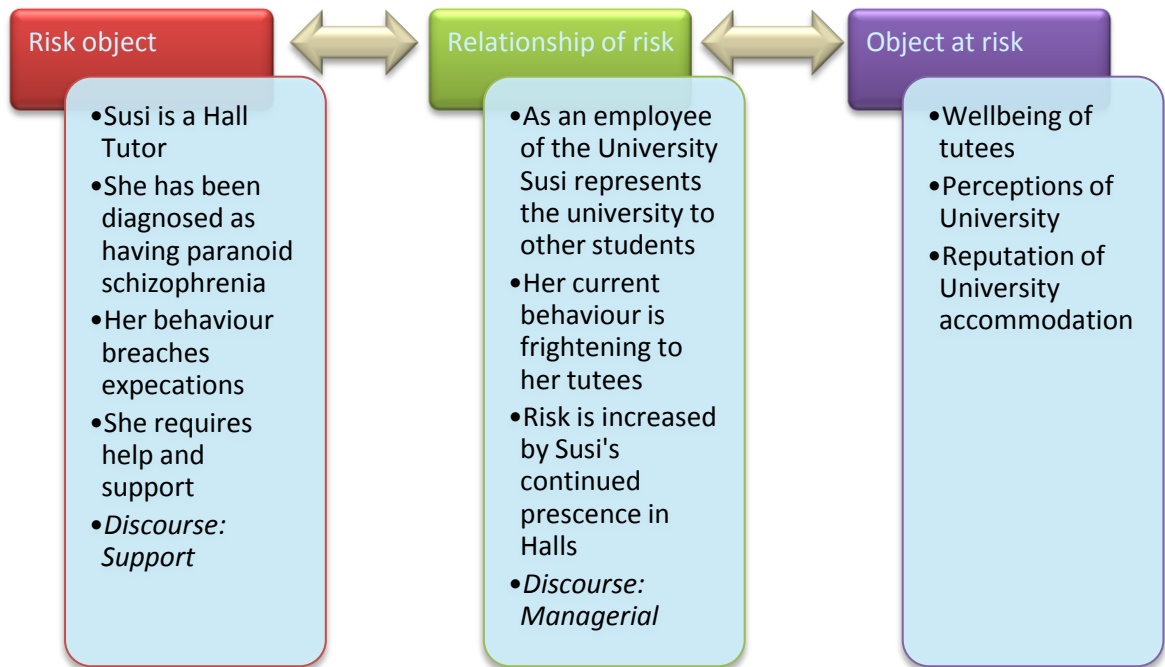 Risk object
•Susi is a Hall
Tutor
•She has been
diagnosed as
having paranoid
schizophrenia
•Her behaviour
breaches
expecations
•She requires
help and
support
•Discourse:
Support
Relationship of risk
•As an employee
of the University
Susi represents
the university to
other students
•Her current
behaviour is
frightening to
her tutees
•Risk is increased
by Susi's
continued
prescence in
Halls
•Discourse:
Managerial
Object at risk
•Wellbeing of
tutees
•Perceptions of
University
•Reputation of
University
accommodation